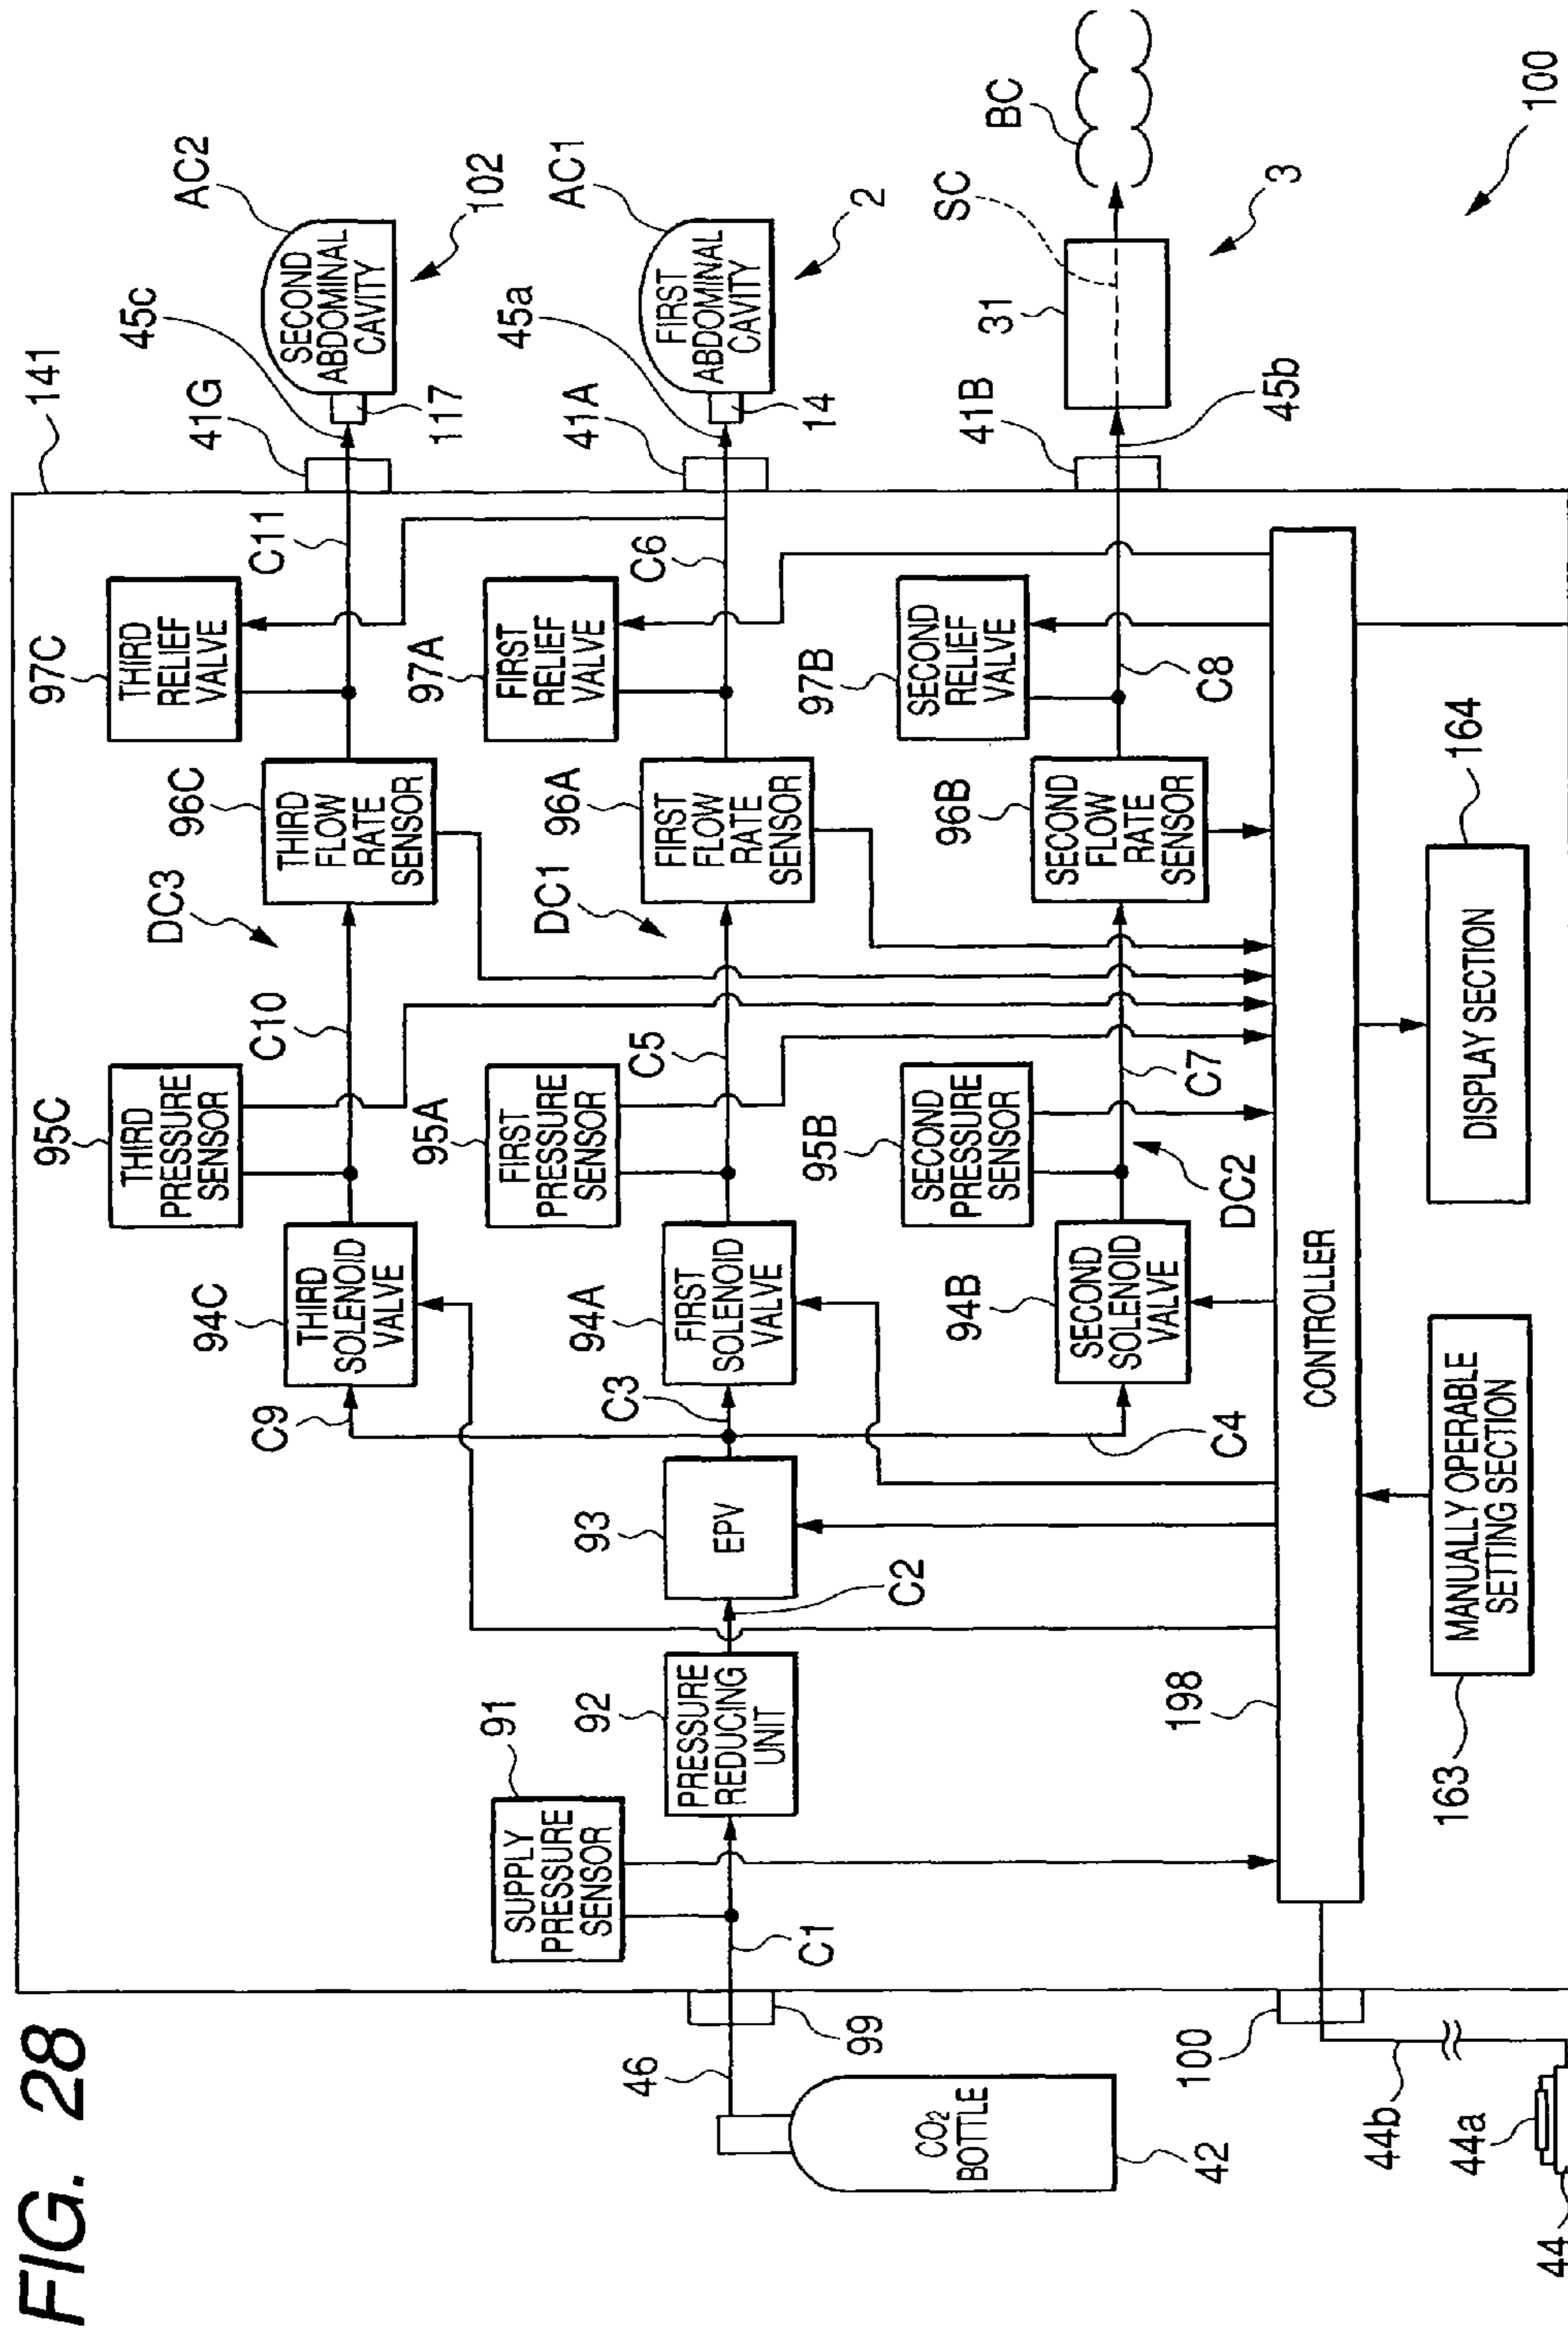 FIG. 28
141
97C
THIRD
RELIEF
VALVE
C11
41G
45c
AC2
SECOND
ABDOMINAL
CAVITY
117
102
95C
THIRD
PRESSURE
SENSOR
DC3
96C
THIRD
FLOW
RATE
SENSOR
C10
94C
THIRD
SOLENOID
VALVE
C9
97A
FIRST
RELIEF
VALVE
C6
41A
45a
AC1
FIRST
ABDOMINAL
CAVITY
14
2
95A
FIRST
PRESSURE
SENSOR
DC1
96A
FIRST
FLOW
RATE
SENSOR
C5
94A
FIRST
SOLENOID
VALVE
C3
93
EPV
C2
92
PRESSURE
REDUCING
UNIT
91
SUPPLY
PRESSURE
SENSOR
C1
99
46
CO2
BOTTLE
42
97B
SECOND
RELIEF
VALVE
C8
41B
45b
31
SC
BC
3
100
95B
SECOND
PRESSURE
SENSOR
96B
SECOND
FLOW
RATE
SENSOR
C7
DC2
94B
SECOND
SOLENOID
VALVE
C4
198
CONTROLLER
100
44b
44a
44
163
MANUALLY OPERABLE
SETTING SECTION
164
DISPLAY SECTION